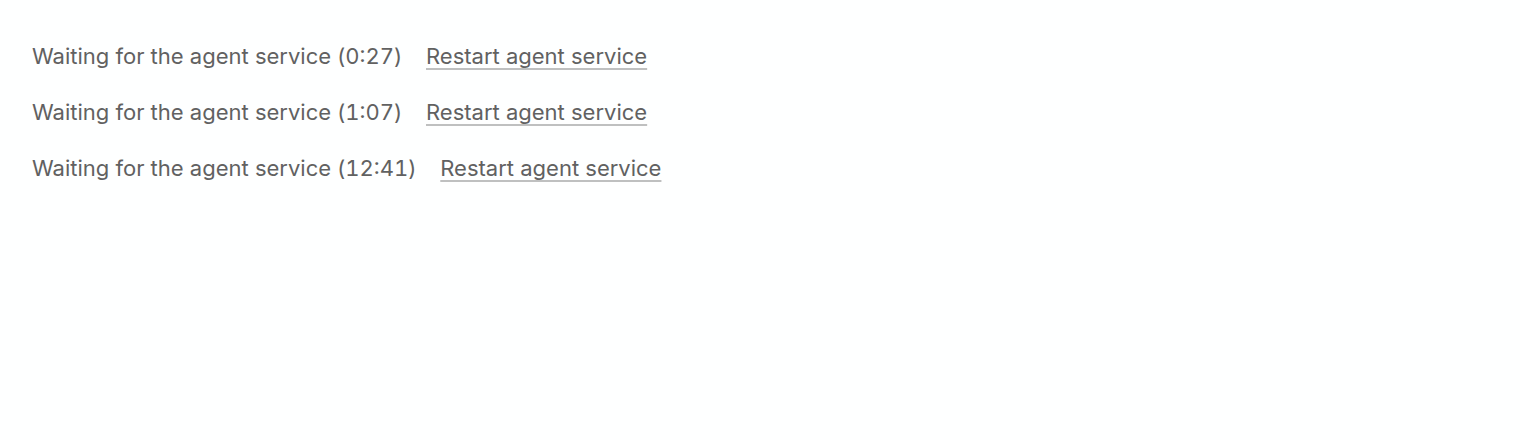 Waiting for the agent service (0:27) Restart agent service
Waiting for the agent service (1:07) Restart agent service
Waiting for the agent service (12:41) Restart agent service